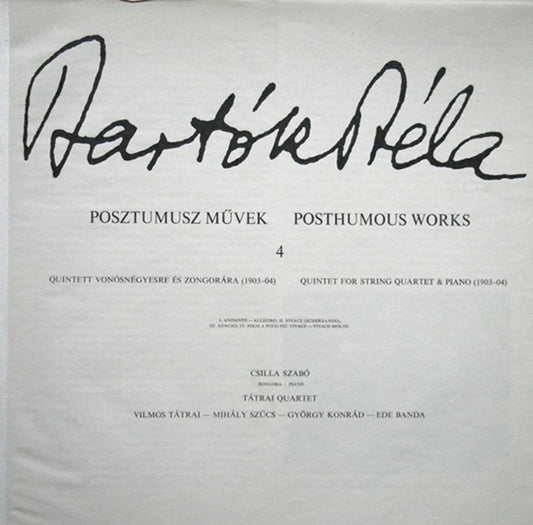 Bartók Béla
POSZTUMUSZ MŰVEK POSTHUMOUS WORKS
4
QUINTETT VONÓSNÉGYESRE ÉS ZONGORÁRA (1903–04) QUINTET FOR STRING QUARTET & PIANO (1903–04)
I. ANDANTE — ALLEGRO; II. VIVACE (SCHERZANDO);
III. ADAGIO; IV. POCO A POCO PIÙ VIVACE — VIVACE MOLTO
CSILLA SZABÓ
ZONGORA - PIANO
TÁTRAI QUARTET
VILMOS TÁTRAI — MIHÁLY SZŰCS — GYÖRGY KONRÁD — EDE BANDA